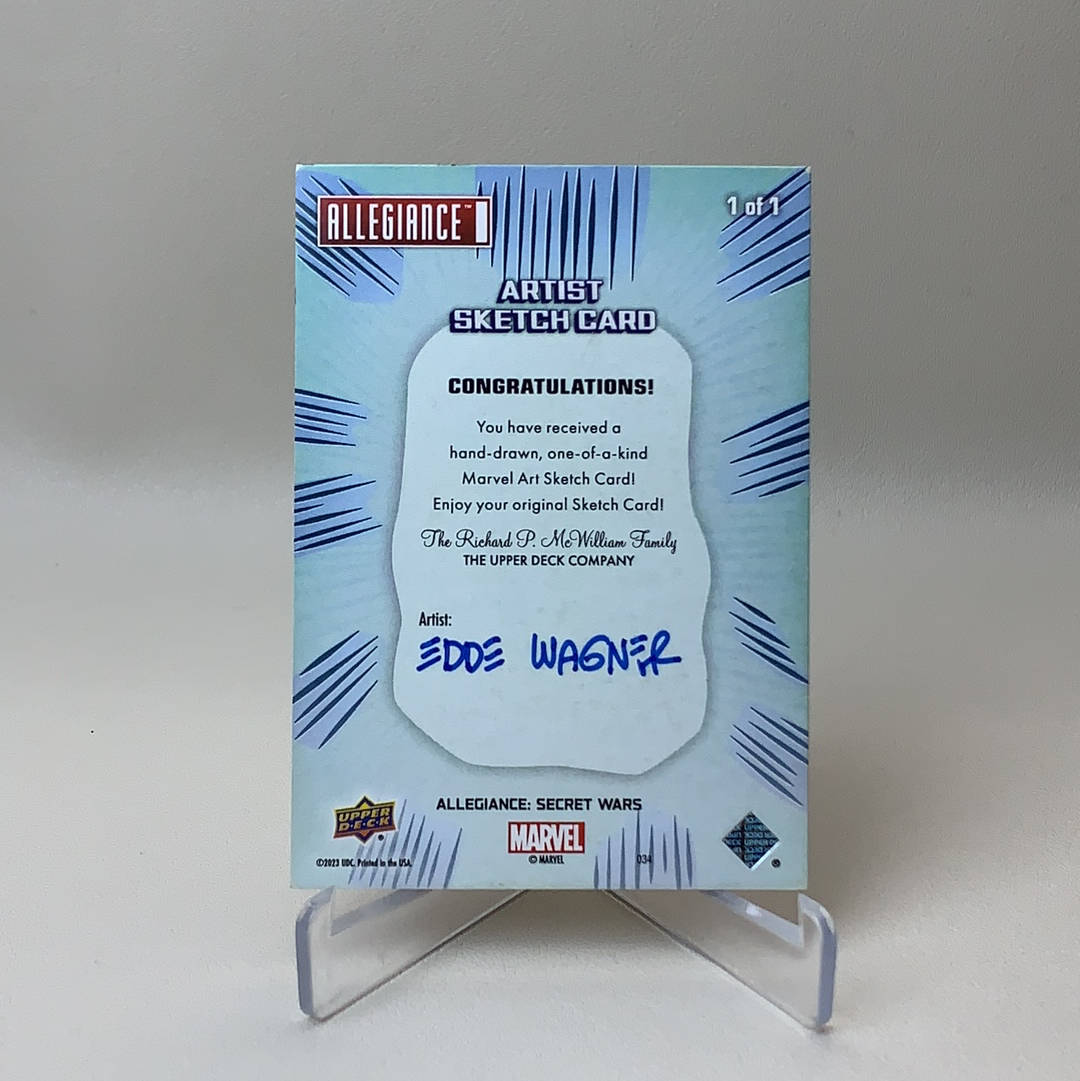 ALLEGIANCE™
1 of 1
ARTIST
SKETCH CARD
CONGRATULATIONS!
You have received a
hand-drawn, one-of-a-kind
Marvel Art Sketch Card!
Enjoy your original Sketch Card!
The Richard P. McWilliam Family
THE UPPER DECK COMPANY
Artist:
EDDE WAGNER
ALLEGIANCE: SECRET WARS
UPPER
D·E·C·K
®
MARVEL
© MARVEL
©2023 UDC. Printed in the USA.
034
®